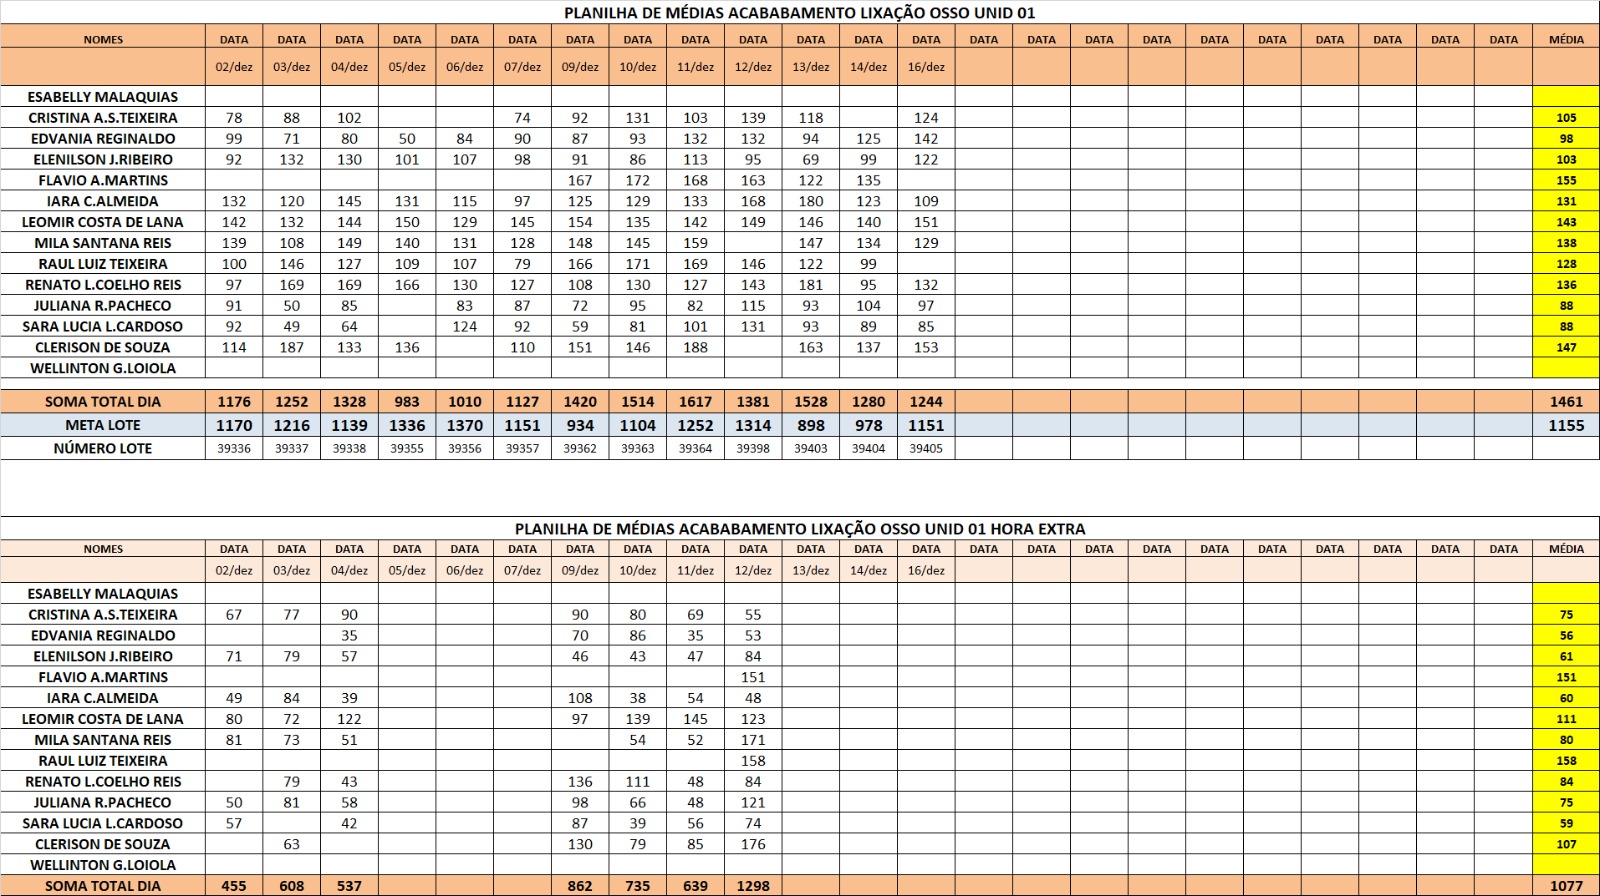 PLANILHA DE MÉDIAS ACABABAMENTO LIXAÇÃO OSSO UNID 01
NOMES DATA DATA DATA DATA DATA DATA DATA DATA DATA DATA DATA DATA DATA DATA DATA DATA DATA DATA DATA DATA DATA DATA DATA MÉDIA
02/dez 03/dez 04/dez 05/dez 06/dez 07/dez 09/dez 10/dez 11/dez 12/dez 13/dez 14/dez 16/dez
ESABELLY MALAQUIAS
CRISTINA A.S.TEIXEIRA 78 88 102 74 92 131 103 139 118 124 105
EDVANIA REGINALDO 99 71 80 50 84 90 87 93 132 132 94 125 142 98
ELENILSON J.RIBEIRO 92 132 130 101 107 98 91 86 113 95 69 99 122 103
FLAVIO A.MARTINS 167 172 168 163 122 135 155
IARA C.ALMEIDA 132 120 145 131 115 97 125 129 133 168 180 123 109 131
LEOMIR COSTA DE LANA 142 132 144 150 129 145 154 135 142 149 146 140 151 143
MILA SANTANA REIS 139 108 149 140 131 128 148 145 159 147 134 129 138
RAUL LUIZ TEIXEIRA 100 146 127 109 107 79 166 171 169 146 122 99 128
RENATO L.COELHO REIS 97 169 169 166 130 127 108 130 127 143 181 95 132 136
JULIANA R.PACHECO 91 50 85 83 87 72 95 82 115 93 104 97 88
SARA LUCIA L.CARDOSO 92 49 64 124 92 59 81 101 131 93 89 85 88
CLERISON DE SOUZA 114 187 133 136 110 151 146 188 163 137 153 147
WELLINTON G.LOIOLA
SOMA TOTAL DIA 1176 1252 1328 983 1010 1127 1420 1514 1617 1381 1528 1280 1244 1461
META LOTE 1170 1216 1139 1336 1370 1151 934 1104 1252 1314 898 978 1151 1155
NÚMERO LOTE 39336 39337 39338 39355 39356 39357 39362 39363 39364 39398 39403 39404 39405
PLANILHA DE MÉDIAS ACABABAMENTO LIXAÇÃO OSSO UNID 01 HORA EXTRA
NOMES DATA DATA DATA DATA DATA DATA DATA DATA DATA DATA DATA DATA DATA DATA DATA DATA DATA DATA DATA DATA DATA DATA DATA MÉDIA
02/dez 03/dez 04/dez 05/dez 06/dez 07/dez 09/dez 10/dez 11/dez 12/dez 13/dez 14/dez 16/dez
ESABELLY MALAQUIAS
CRISTINA A.S.TEIXEIRA 67 77 90 90 80 69 55 75
EDVANIA REGINALDO 35 70 86 35 53 56
ELENILSON J.RIBEIRO 71 79 57 46 43 47 84 61
FLAVIO A.MARTINS 151 151
IARA C.ALMEIDA 49 84 39 108 38 54 48 60
LEOMIR COSTA DE LANA 80 72 122 97 139 145 123 111
MILA SANTANA REIS 81 73 51 54 52 171 80
RAUL LUIZ TEIXEIRA 158 158
RENATO L.COELHO REIS 79 43 136 111 48 84 84
JULIANA R.PACHECO 50 81 58 98 66 48 121 75
SARA LUCIA L.CARDOSO 57 42 87 39 56 74 59
CLERISON DE SOUZA 63 130 79 85 176 107
WELLINTON G.LOIOLA
SOMA TOTAL DIA 455 608 537 862 735 639 1298 1077